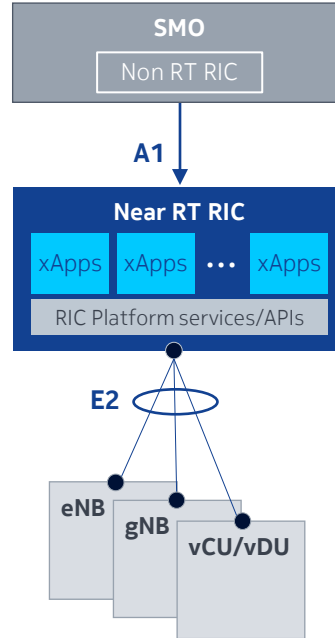 SMO
Non RT RIC
A1
Near RT RIC
xApps xApps ... xApps
RIC Platform services/APIs
E2
eNB
gNB
vCU/vDU